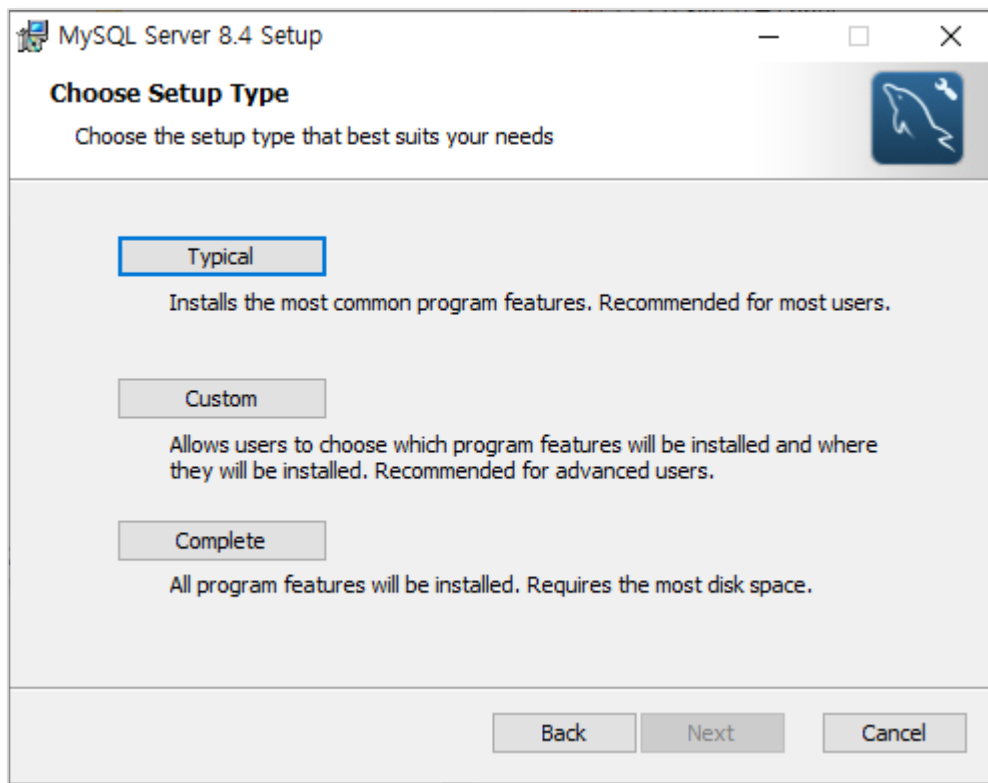 MySQL Server 8.4 Setup
Choose Setup Type
Choose the setup type that best suits your needs
Typical
Installs the most common program features. Recommended for most users.
Custom
Allows users to choose which program features will be installed and where
they will be installed. Recommended for advanced users.
Complete
All program features will be installed. Requires the most disk space.
Back
Next
Cancel